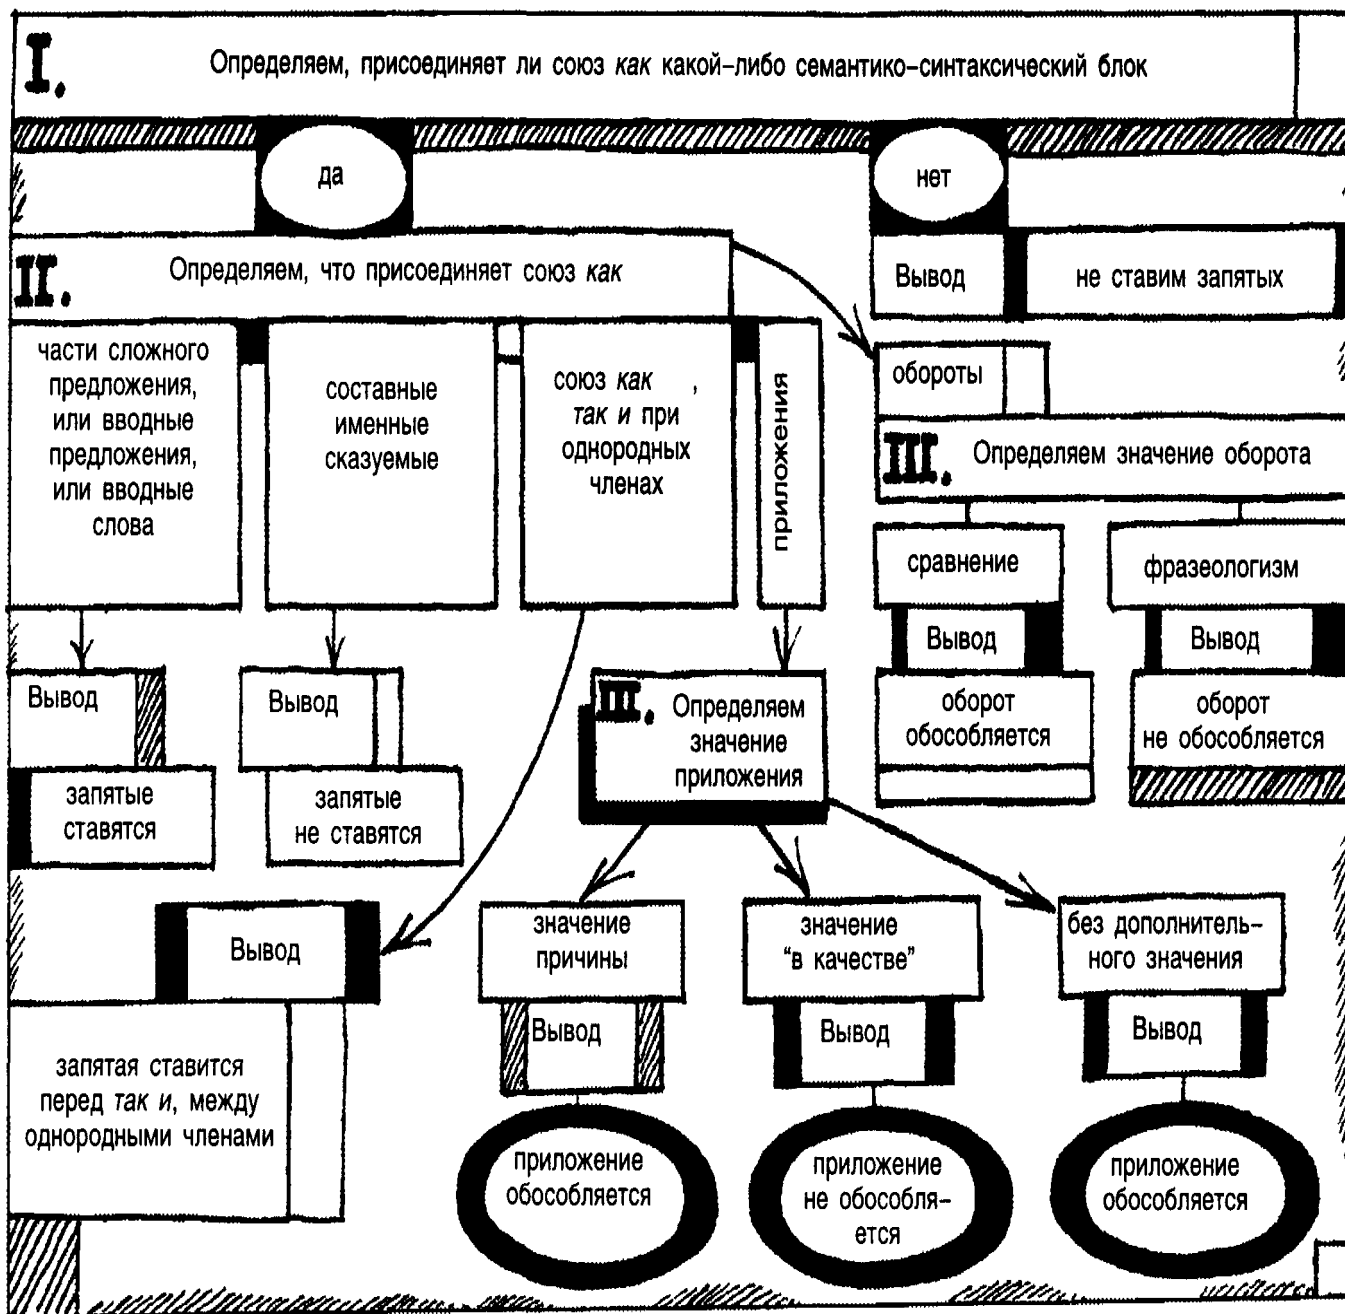 I.
Определяем, присоединяет ли союз как какой-либо семантико-синтаксический блок
да
нет
II.
Определяем, что присоединяет союз как
Вывод
не ставим запятых
части сложного
предложения,
или вводные
предложения,
или вводные
слова
составные
именные
сказуемые
союз как ,
так и при
однородных
членах
приложения
обороты
III.
Определяем значение оборота
сравнение
фразеологизм
Вывод
Вывод
оборот
обособляется
оборот
не обособляется
Вывод
запятые
ставятся
Вывод
запятые
не ставятся
III.
Определяем
значение
приложения
Вывод
запятая ставится
перед так и, между
однородными членами
значение
причины
Вывод
приложение
обособляется
значение
“в качестве”
Вывод
приложение
не обособля-
ется
без дополнитель-
ного значения
Вывод
приложение
обособляется